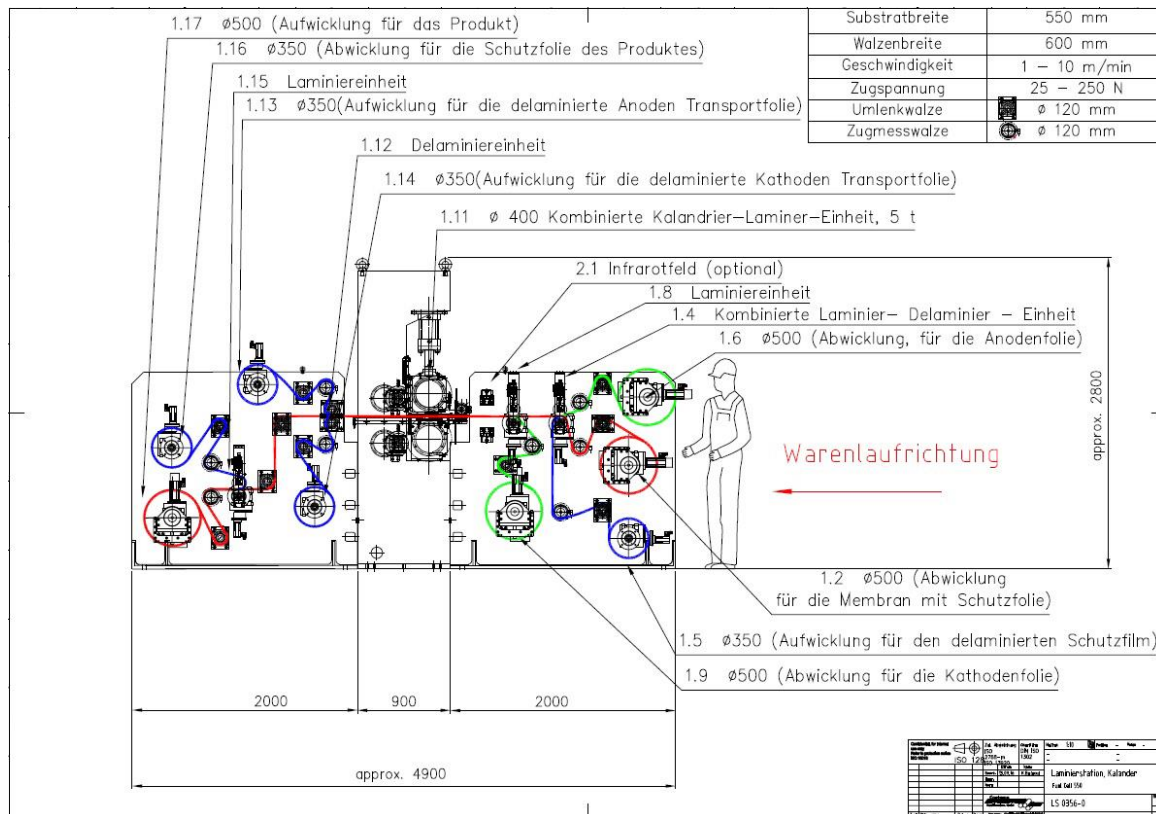 1.17 ø500 (Aufwicklung für das Produkt)
1.16 ø350 (Abwicklung für die Schutzfolie des Produktes)
1.15 Laminiereinheit
1.13 ø350(Aufwicklung für die delaminierte Anoden Transportfolie)
1.12 Delaminiereinheit
1.14 ø350(Aufwicklung für die delaminierte Kathoden Transportfolie)
1.11 ø 400 Kombinierte Kalandrier-Laminer-Einheit, 5 t
2.1 Infrarotfeld (optional)
1.8 Laminiereinheit
1.4 Kombinierte Laminier- Delaminier - Einheit
1.6 ø500 (Abwicklung, für die Anodenfolie)
Substratbreite 550 mm
Walzenbreite 600 mm
Geschwindigkeit 1 - 10 m/min
Zugspannung 25 - 250 N
Umlenkwalze ø 120 mm
Zugmesswalze ø 120 mm
approx. 2800
Warenlaufrichtung
1.2 ø500 (Abwicklung
für die Membran mit Schutzfolie)
1.5 ø350 (Aufwicklung für den delaminierten Schutzfilm)
1.9 ø500 (Abwicklung für die Kathodenfolie)
2000 900 2000
approx. 4900
Laminierstation, Kalander
Fuel Cell 550
LS 0356-0